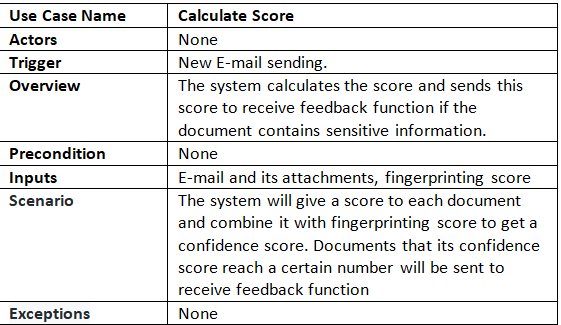 Use Case Name Calculate Score
Actors None
Trigger New E-mail sending.
Overview The system calculates the score and sends this
score to receive feedback function if the
document contains sensitive information.
Precondition None
Inputs E-mail and its attachments, fingerprinting score
Scenario The system will give a score to each document
and combine it with fingerprinting score to get a
confidence score. Documents that its confidence
score reach a certain number will be sent to
receive feedback function
Exceptions None